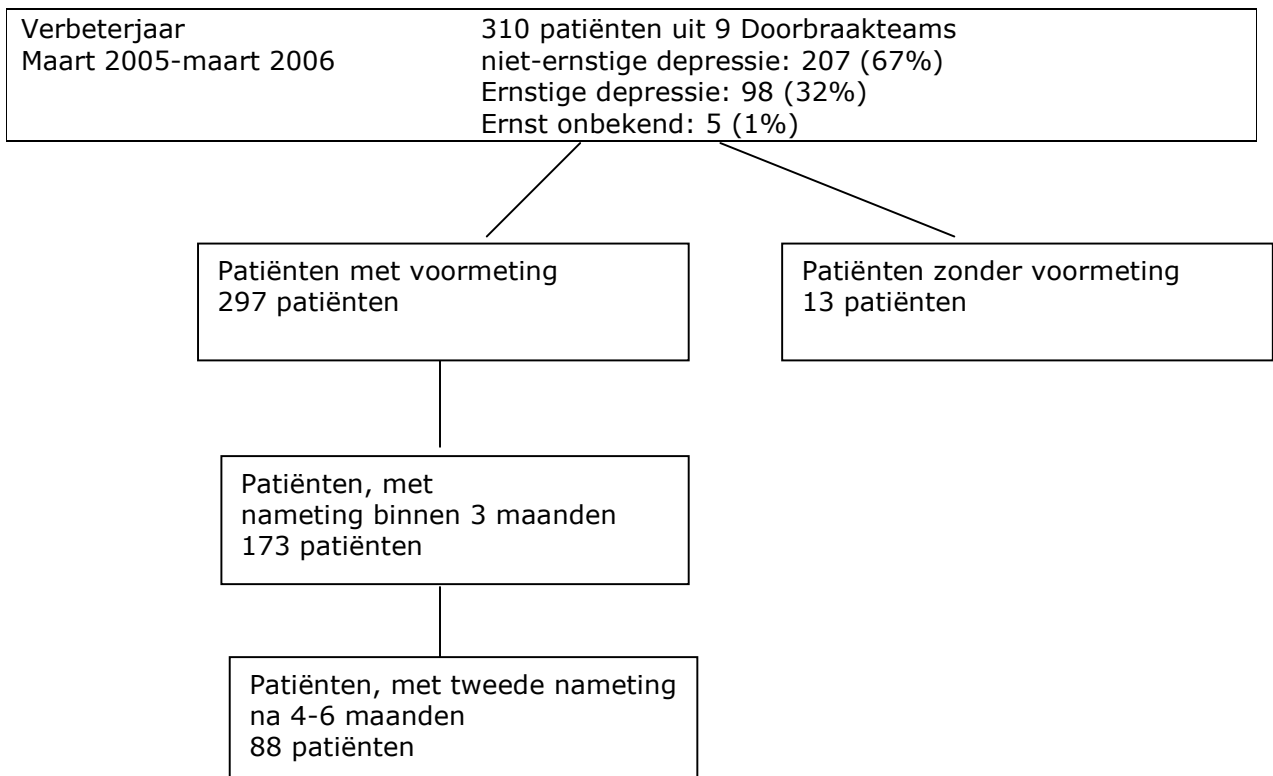 Verbeterjaar 310 patiënten uit 9 Doorbraakteams
Maart 2005-maart 2006 niet-ernstige depressie: 207 (67%)
Ernstige depressie: 98 (32%)
Ernst onbekend: 5 (1%)
Patiënten met voormeting
297 patiënten
Patiënten zonder voormeting
13 patiënten
Patiënten, met
nameting binnen 3 maanden
173 patiënten
Patiënten, met tweede nameting
na 4-6 maanden
88 patiënten